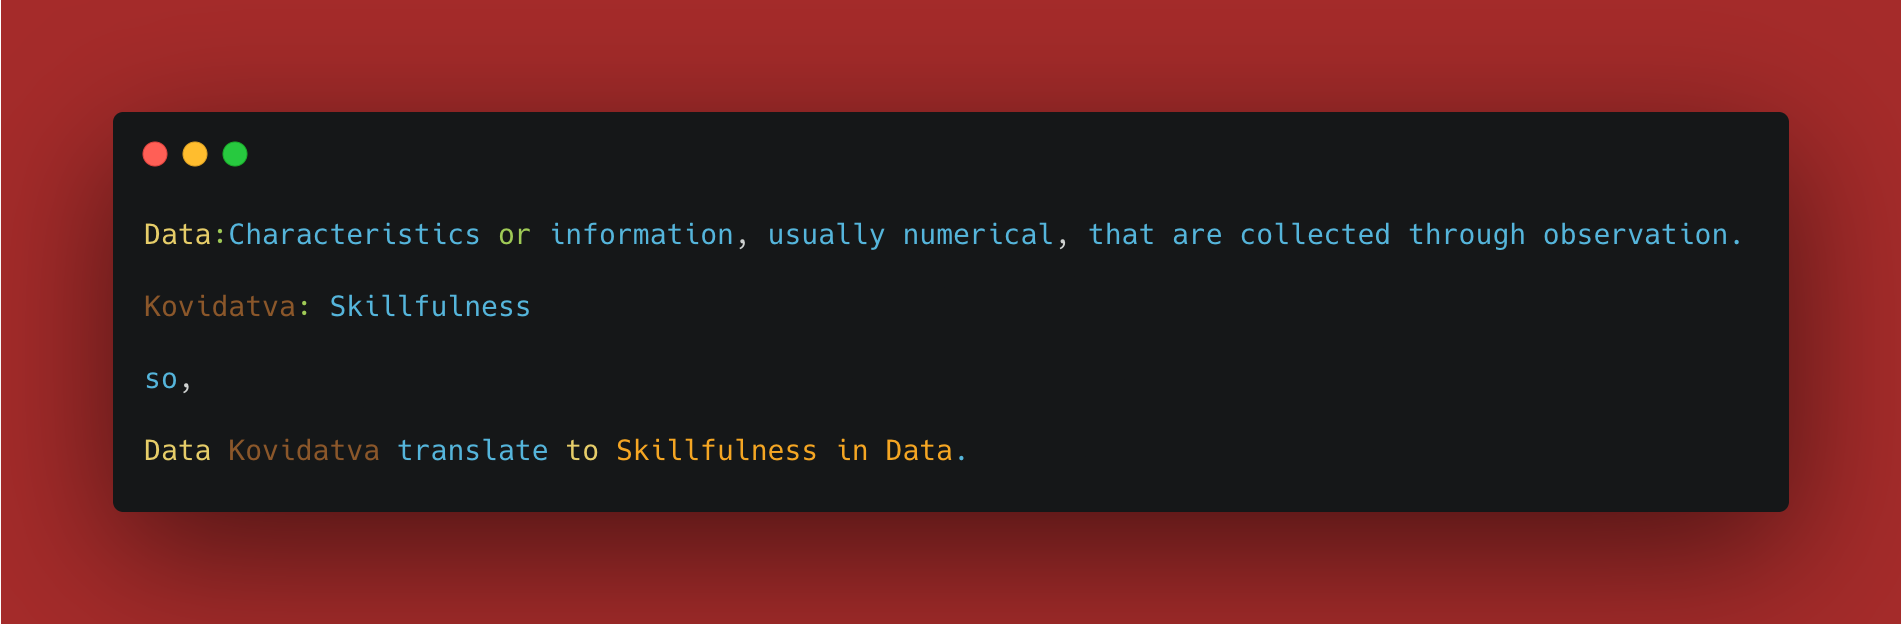 Data:Characteristics or information, usually numerical, that are collected through observation.
Kovidatva: Skillfulness
so,
Data Kovidatva translate to Skillfulness in Data.